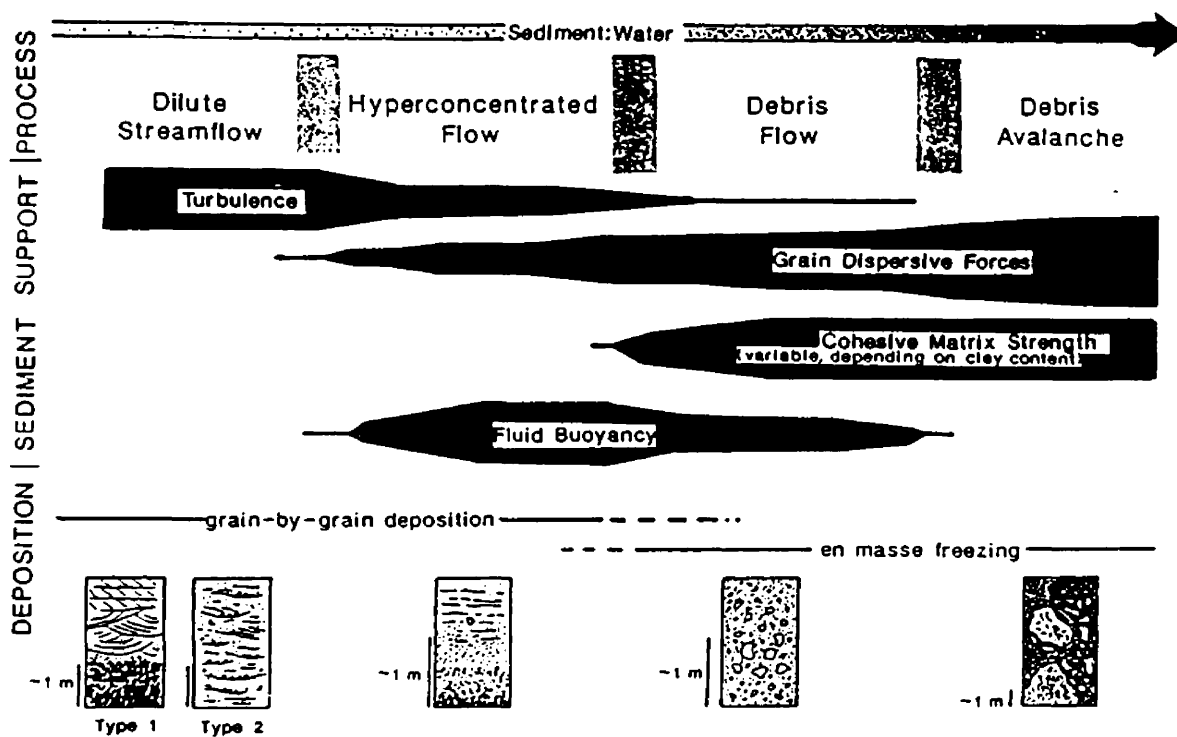 Sediment:Water
Dilute
Streamflow
Hyperconcentrated
Flow
Debris
Flow
Debris
Avalanche
Turbulence
Grain Dispersive Forces
Cohesive Matrix Strength
(variable, depending on clay content)
Fluid Buoyancy
grain-by-grain deposition
en masse freezing
~1 m
~1 m
~1 m
~1 m
Type 1
Type 2
DEPOSITION | SEDIMENT SUPPORT | PROCESS